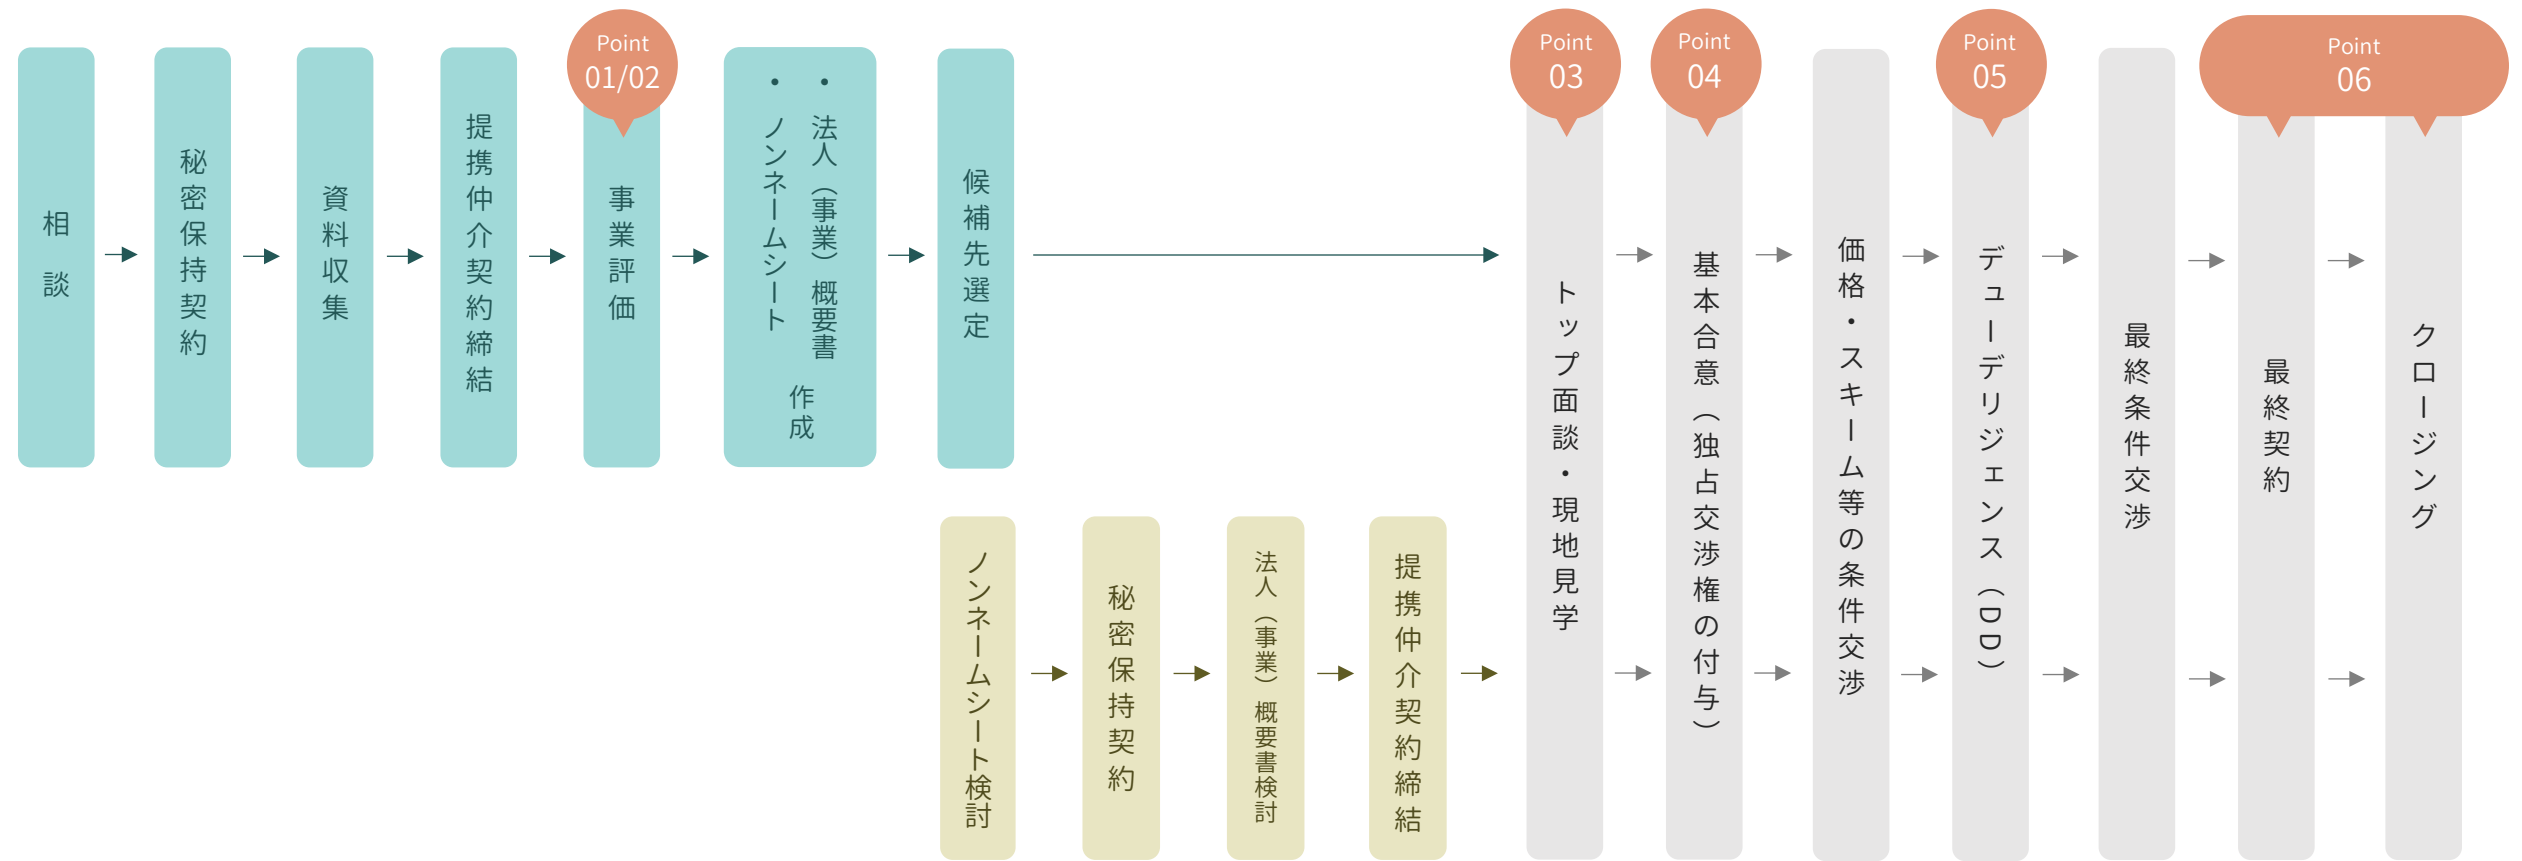 相談
秘密保持契約
資料収集
提携仲介契約締結
Point
01/02
事業評価
・法人（事業）概要書
・ノンネームシート
作成
候補先選定
ノンネームシート検討
秘密保持契約
法人（事業）概要書検討
提携仲介契約締結
Point
03
トップ面談・現地見学
Point
04
基本合意（独占交渉権の付与）
価格・スキーム等の条件交渉
Point
05
デューデリジェンス（DD）
最終条件交渉
Point
06
最終契約
クロージング